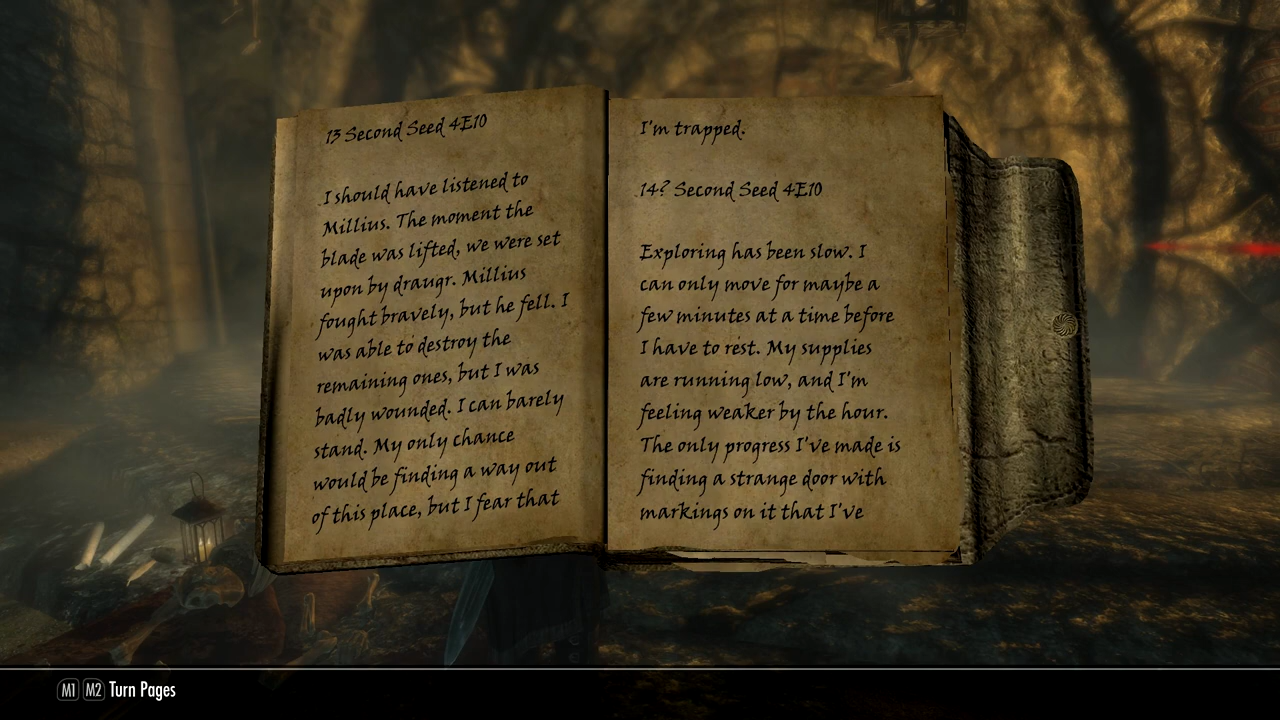 13 Second Seed 4E10
I should have listened to
Millius. The moment the
blade was lifted, we were set
upon by draugr. Millius
fought bravely, but he fell. I
was able to destroy the
remaining ones, but I was
badly wounded. I can barely
stand. My only chance
would be finding a way out
of this place, but I fear that
I'm trapped.
14? Second Seed 4E10
Exploring has been slow. I
can only move for maybe a
few minutes at a time before
I have to rest. My supplies
are running low, and I'm
feeling weaker by the hour.
The only progress I've made is
finding a strange door with
markings on it that I've
M1 M2 Turn Pages